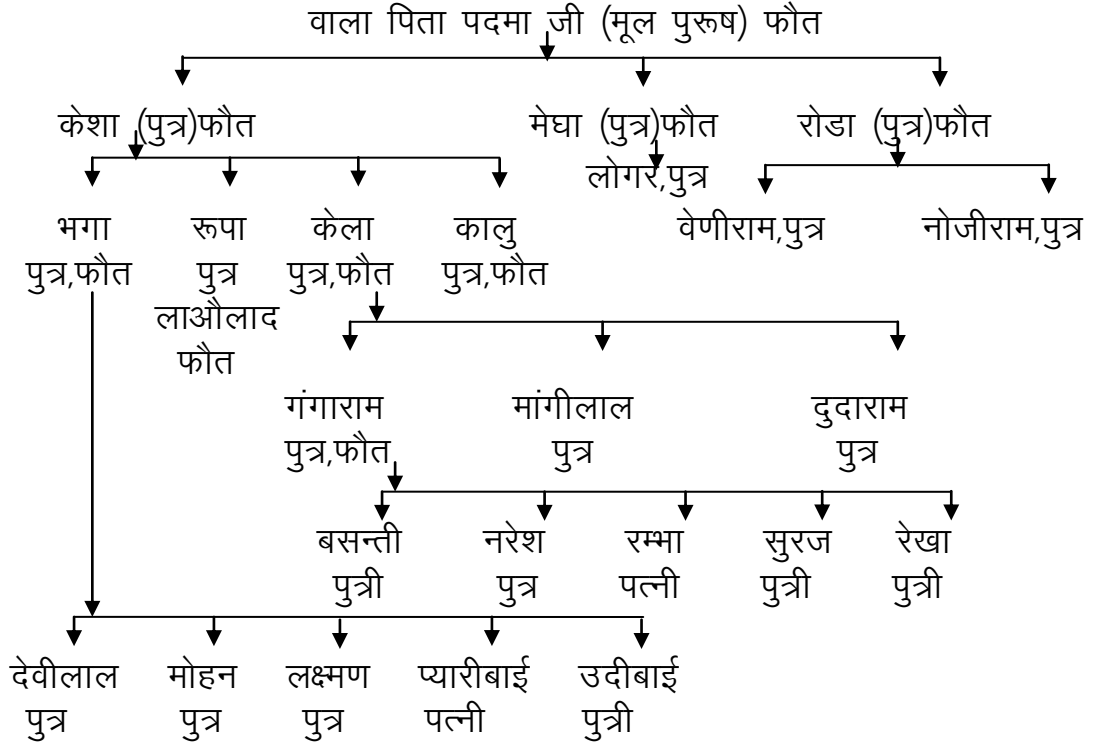 वाला पिता पदमा जी (मूल पुरूष) फौत
केशा (पुत्र)फौत मेघा (पुत्र)फौत रोडा (पुत्र)फौत
लोगर,पुत्र
भगा रूपा केला कालु वेणीराम,पुत्र नोजीराम,पुत्र
पुत्र,फौत पुत्र पुत्र,फौत पुत्र,फौत
लाऔलाद
फौत
गंगाराम मांगीलाल दुदाराम
पुत्र,फौत पुत्र पुत्र
बसन्ती नरेश रम्भा सुरज रेखा
पुत्री पुत्र पत्नी पुत्री पुत्री
देवीलाल मोहन लक्ष्मण प्यारीबाई उदीबाई
पुत्र पुत्र पुत्र पत्नी पुत्री